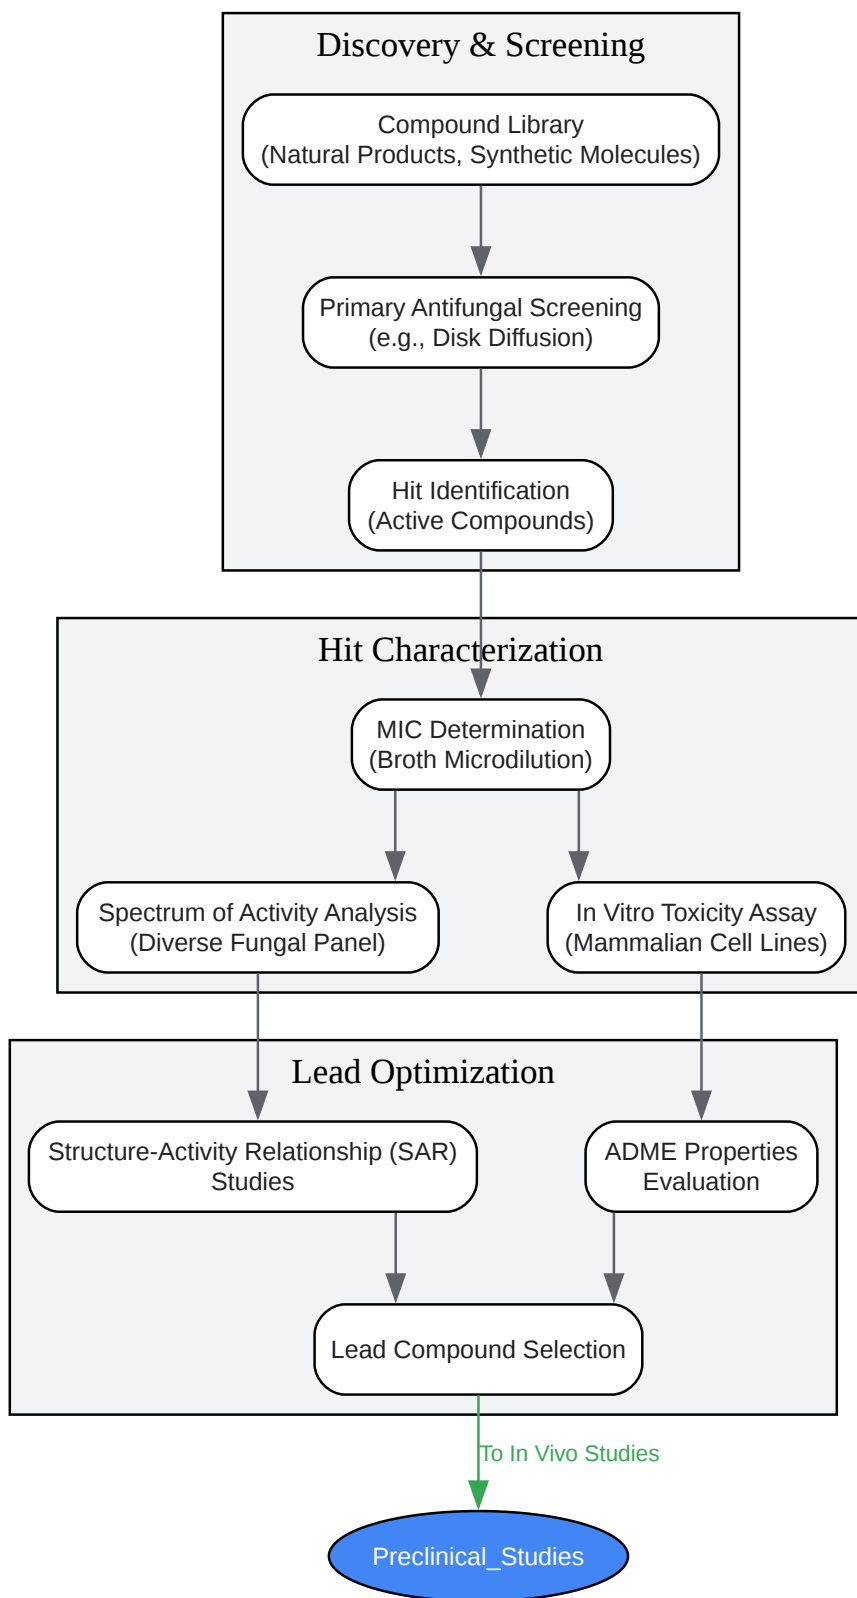 Discovery & Screening
Compound Library
(Natural Products, Synthetic Molecules)
Primary Antifungal Screening
(e.g., Disk Diffusion)
Hit Identification
(Active Compounds)
Hit Characterization
MIC Determination
(Broth Microdilution)
Spectrum of Activity Analysis
(Diverse Fungal Panel)
In Vitro Toxicity Assay
(Mammalian Cell Lines)
Lead Optimization
Structure-Activity Relationship (SAR)
Studies
ADME Properties
Evaluation
Lead Compound Selection
To In Vivo Studies
Preclinical_Studies